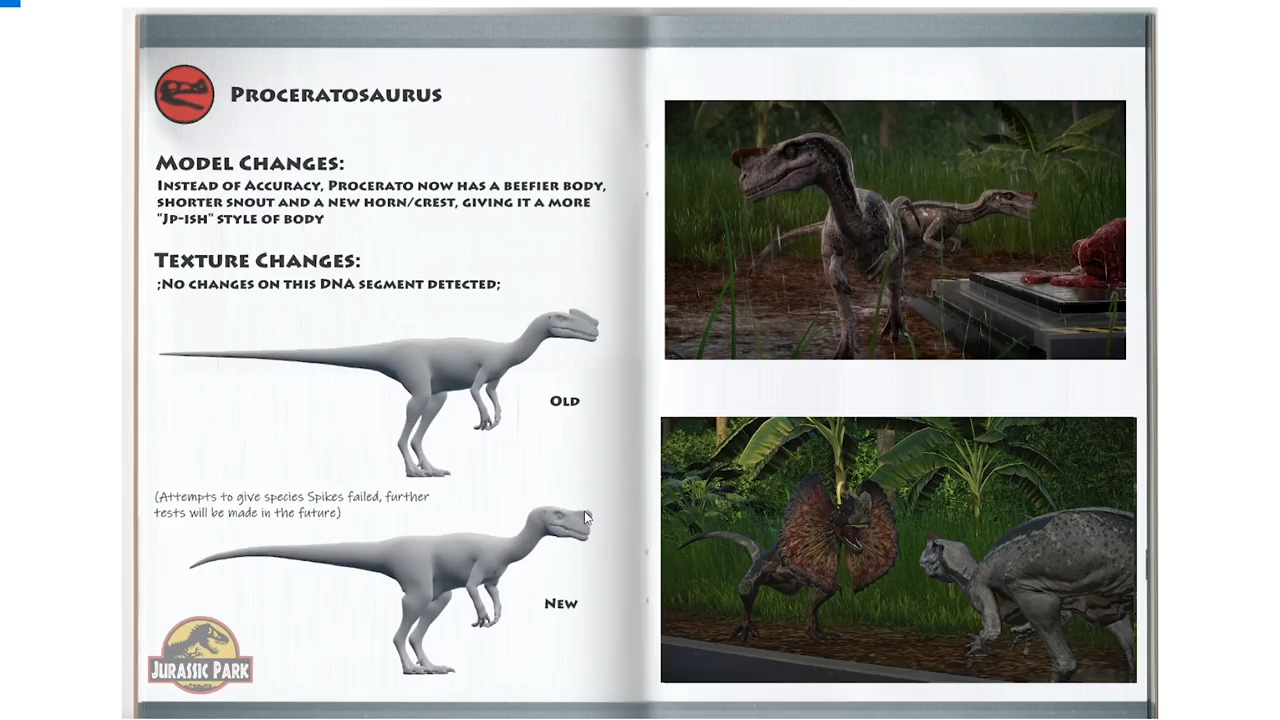 Proceratosaurus
Model Changes:
Instead of Accuracy, Procerato now has a beefier body,
shorter snout and a new horn/crest, giving it a more
"Jp-ish" style of body
Texture Changes:
;No changes on this DNA segment detected;
Old
(Attempts to give species Spikes failed, further
tests will be made in the future)
New
Jurassic Park